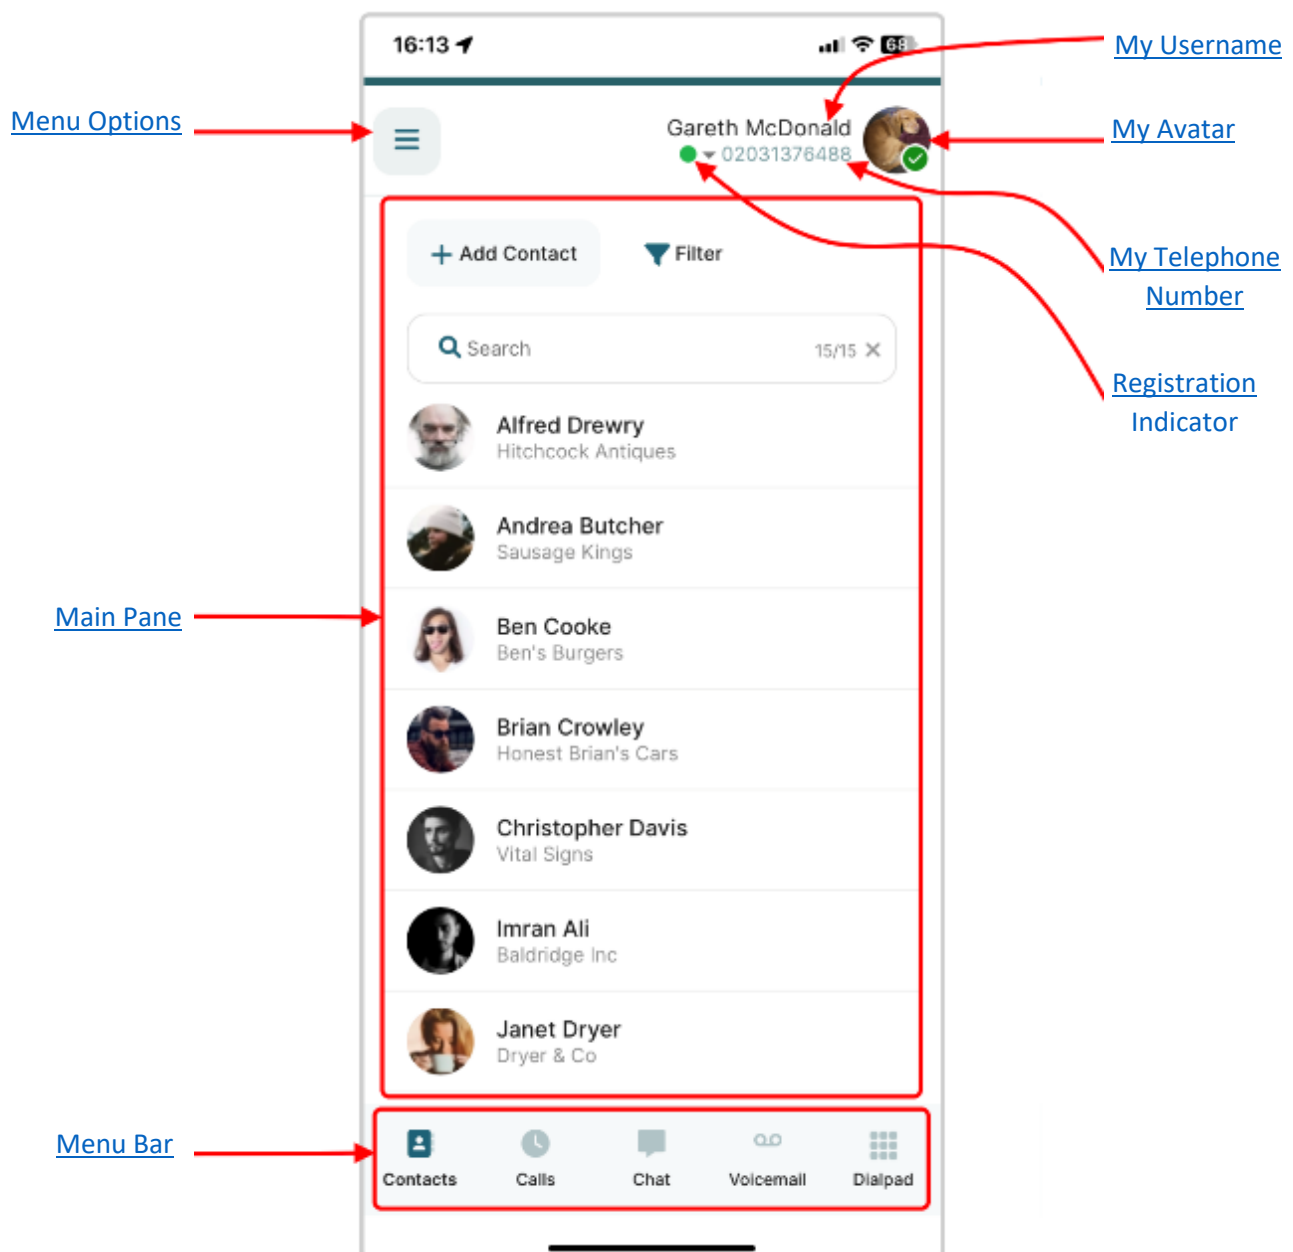 16:13
69
My Username
Menu Options
Gareth McDonald
My Avatar
02031376488
Add Contact
Filter
My Telephone
Number
Search
15/15
Registration
Indicator
Alfred Drewry
Hitchcock Antiques
Andrea Butcher
Sausage Kings
Main Pane
Ben Cooke
Ben's Burgers
Brian Crowley
Honest Brian's Cars
Christopher Davis
Vital Signs
Imran Ali
Baldridge Inc
Janet Dryer
Dryer & Co
Menu Bar
Contacts
Calls
Chat
Voicemail
Dialpad